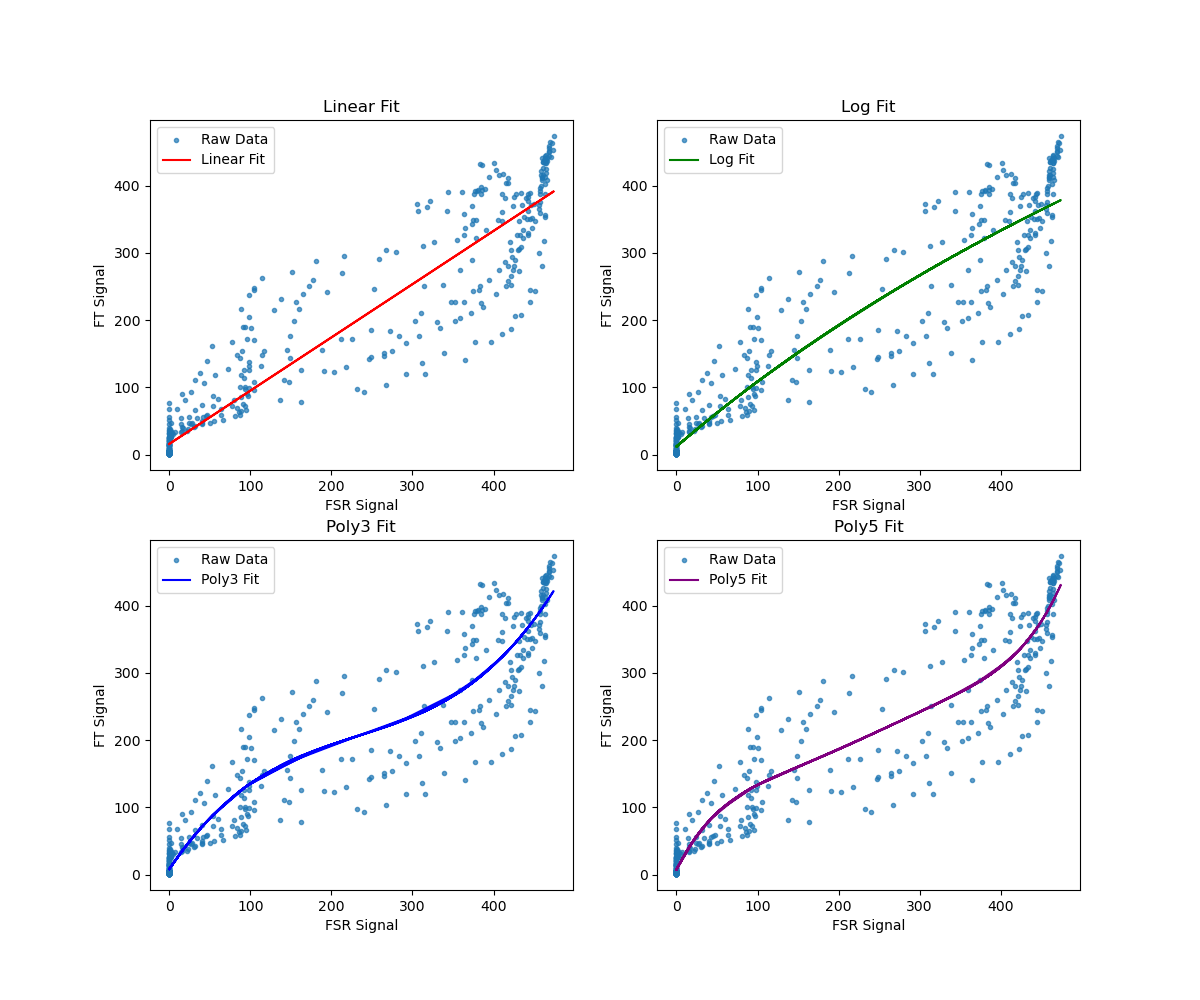 Linear Fit
Raw Data
Linear Fit
FT Signal
400
300
200
100
0
0 100 200 300 400
FSR Signal
Log Fit
Raw Data
Log Fit
FT Signal
400
300
200
100
0
0 100 200 300 400
FSR Signal
Poly3 Fit
Raw Data
Poly3 Fit
FT Signal
400
300
200
100
0
0 100 200 300 400
FSR Signal
Poly5 Fit
Raw Data
Poly5 Fit
FT Signal
400
300
200
100
0
0 100 200 300 400
FSR Signal